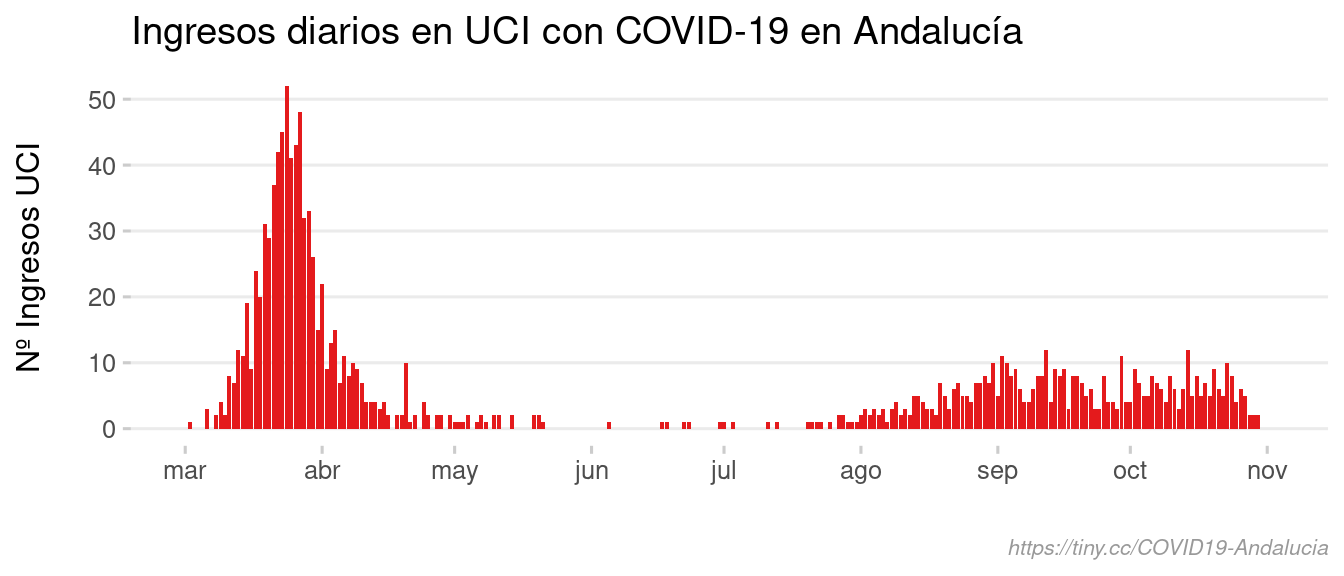 Ingresos diarios en UCI con COVID-19 en Andalucía
Nº Ingresos UCI
50
40
30
20
10
0
mar abr may jun jul ago sep oct nov
https://tiny.cc/COVID19-Andalucia